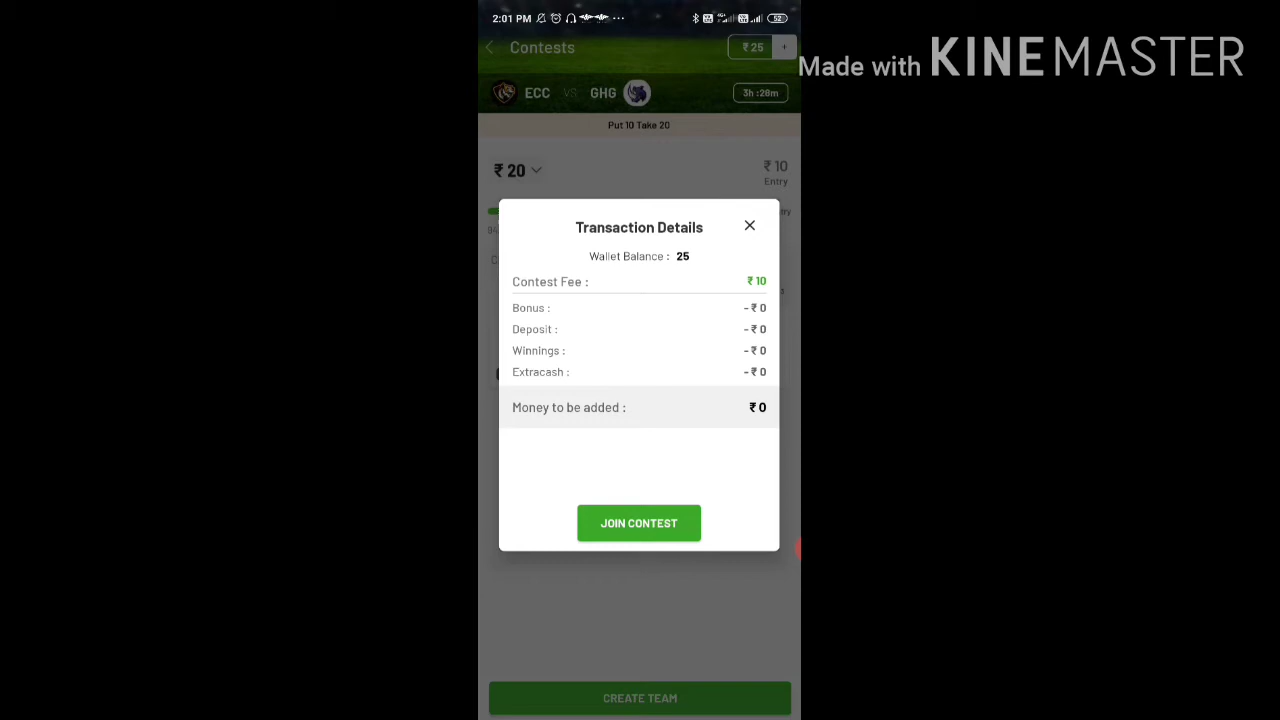 2:01 PM
52
Contests
₹ 25 +
Made with KINEMASTER
ECC VS GHG
3h :28m
Put 10 Take 20
₹ 20
₹ 10
Entry
Transaction Details
Wallet Balance : 25
Contest Fee : ₹ 10
Bonus : - ₹ 0
Deposit : - ₹ 0
Winnings : - ₹ 0
Extracash : - ₹ 0
Money to be added : ₹ 0
JOIN CONTEST
CREATE TEAM